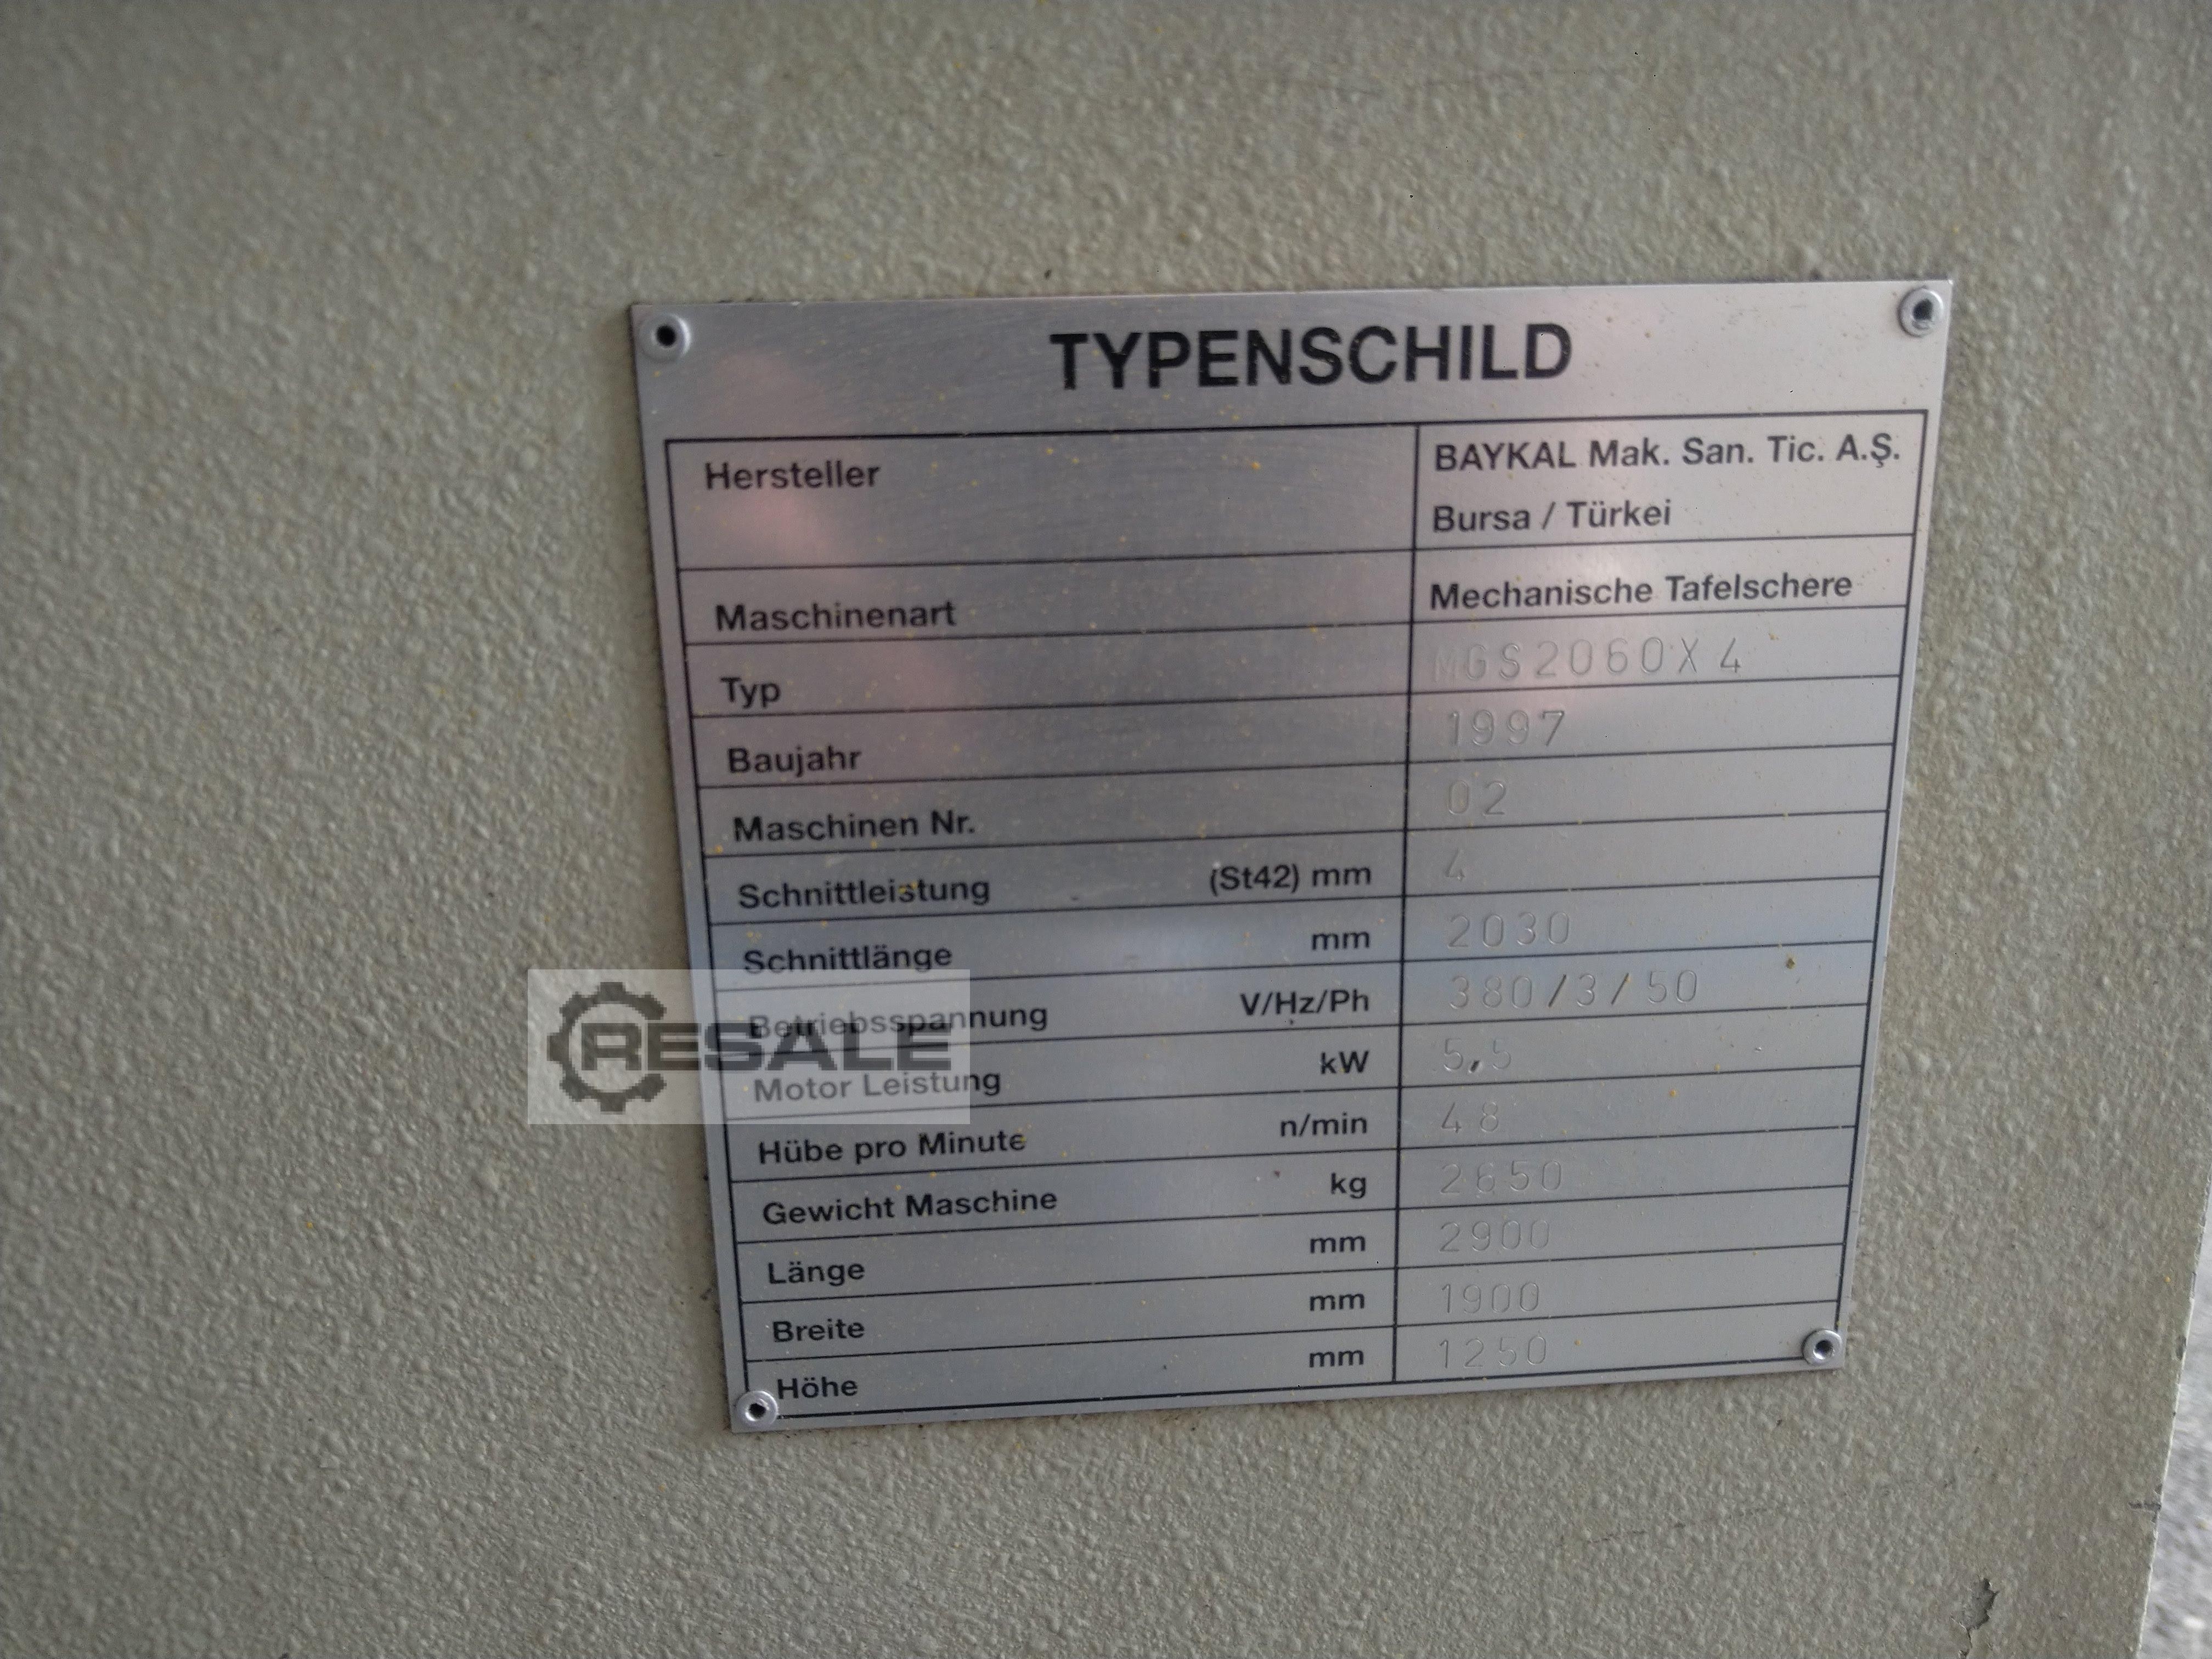 TYPENSCHILD
Hersteller BAYKAL Mak. San. Tic. A.Ş.
Bursa / Türkei
Maschinenart Mechanische Tafelschere
Typ MGS2060X4
Baujahr 1997
Maschinen Nr. 02
Schnittleistung (St42) mm 4
Schnittlänge mm 2030
Betriebsspannung V/Hz/Ph 380/3/50
RESALE
Motor Leistung kW 5,5
Hübe pro Minute n/min 48
Gewicht Maschine kg 2650
Länge mm 2900
Breite mm 1900
Höhe mm 1250